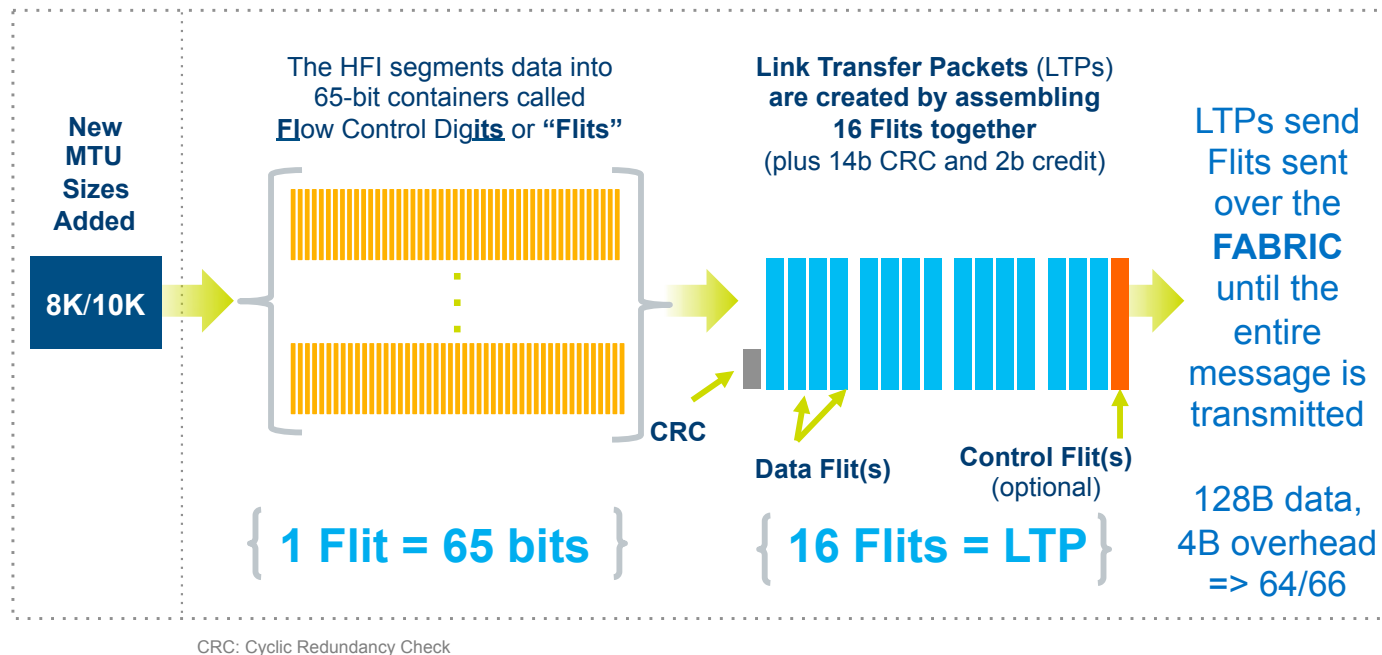 New
MTU
Sizes
Added
8K/10K
The HFI segments data into
65-bit containers called
Flow Control Digits or “Flits”
1 Flit = 65 bits
Link Transfer Packets (LTPs)
are created by assembling
16 Flits together
(plus 14b CRC and 2b credit)
CRC
Data Flit(s)
Control Flit(s)
(optional)
16 Flits = LTP
LTPs send
Flits sent
over the
FABRIC
until the
entire
message is
transmitted
128B data,
4B overhead
=> 64/66
CRC: Cyclic Redundancy Check